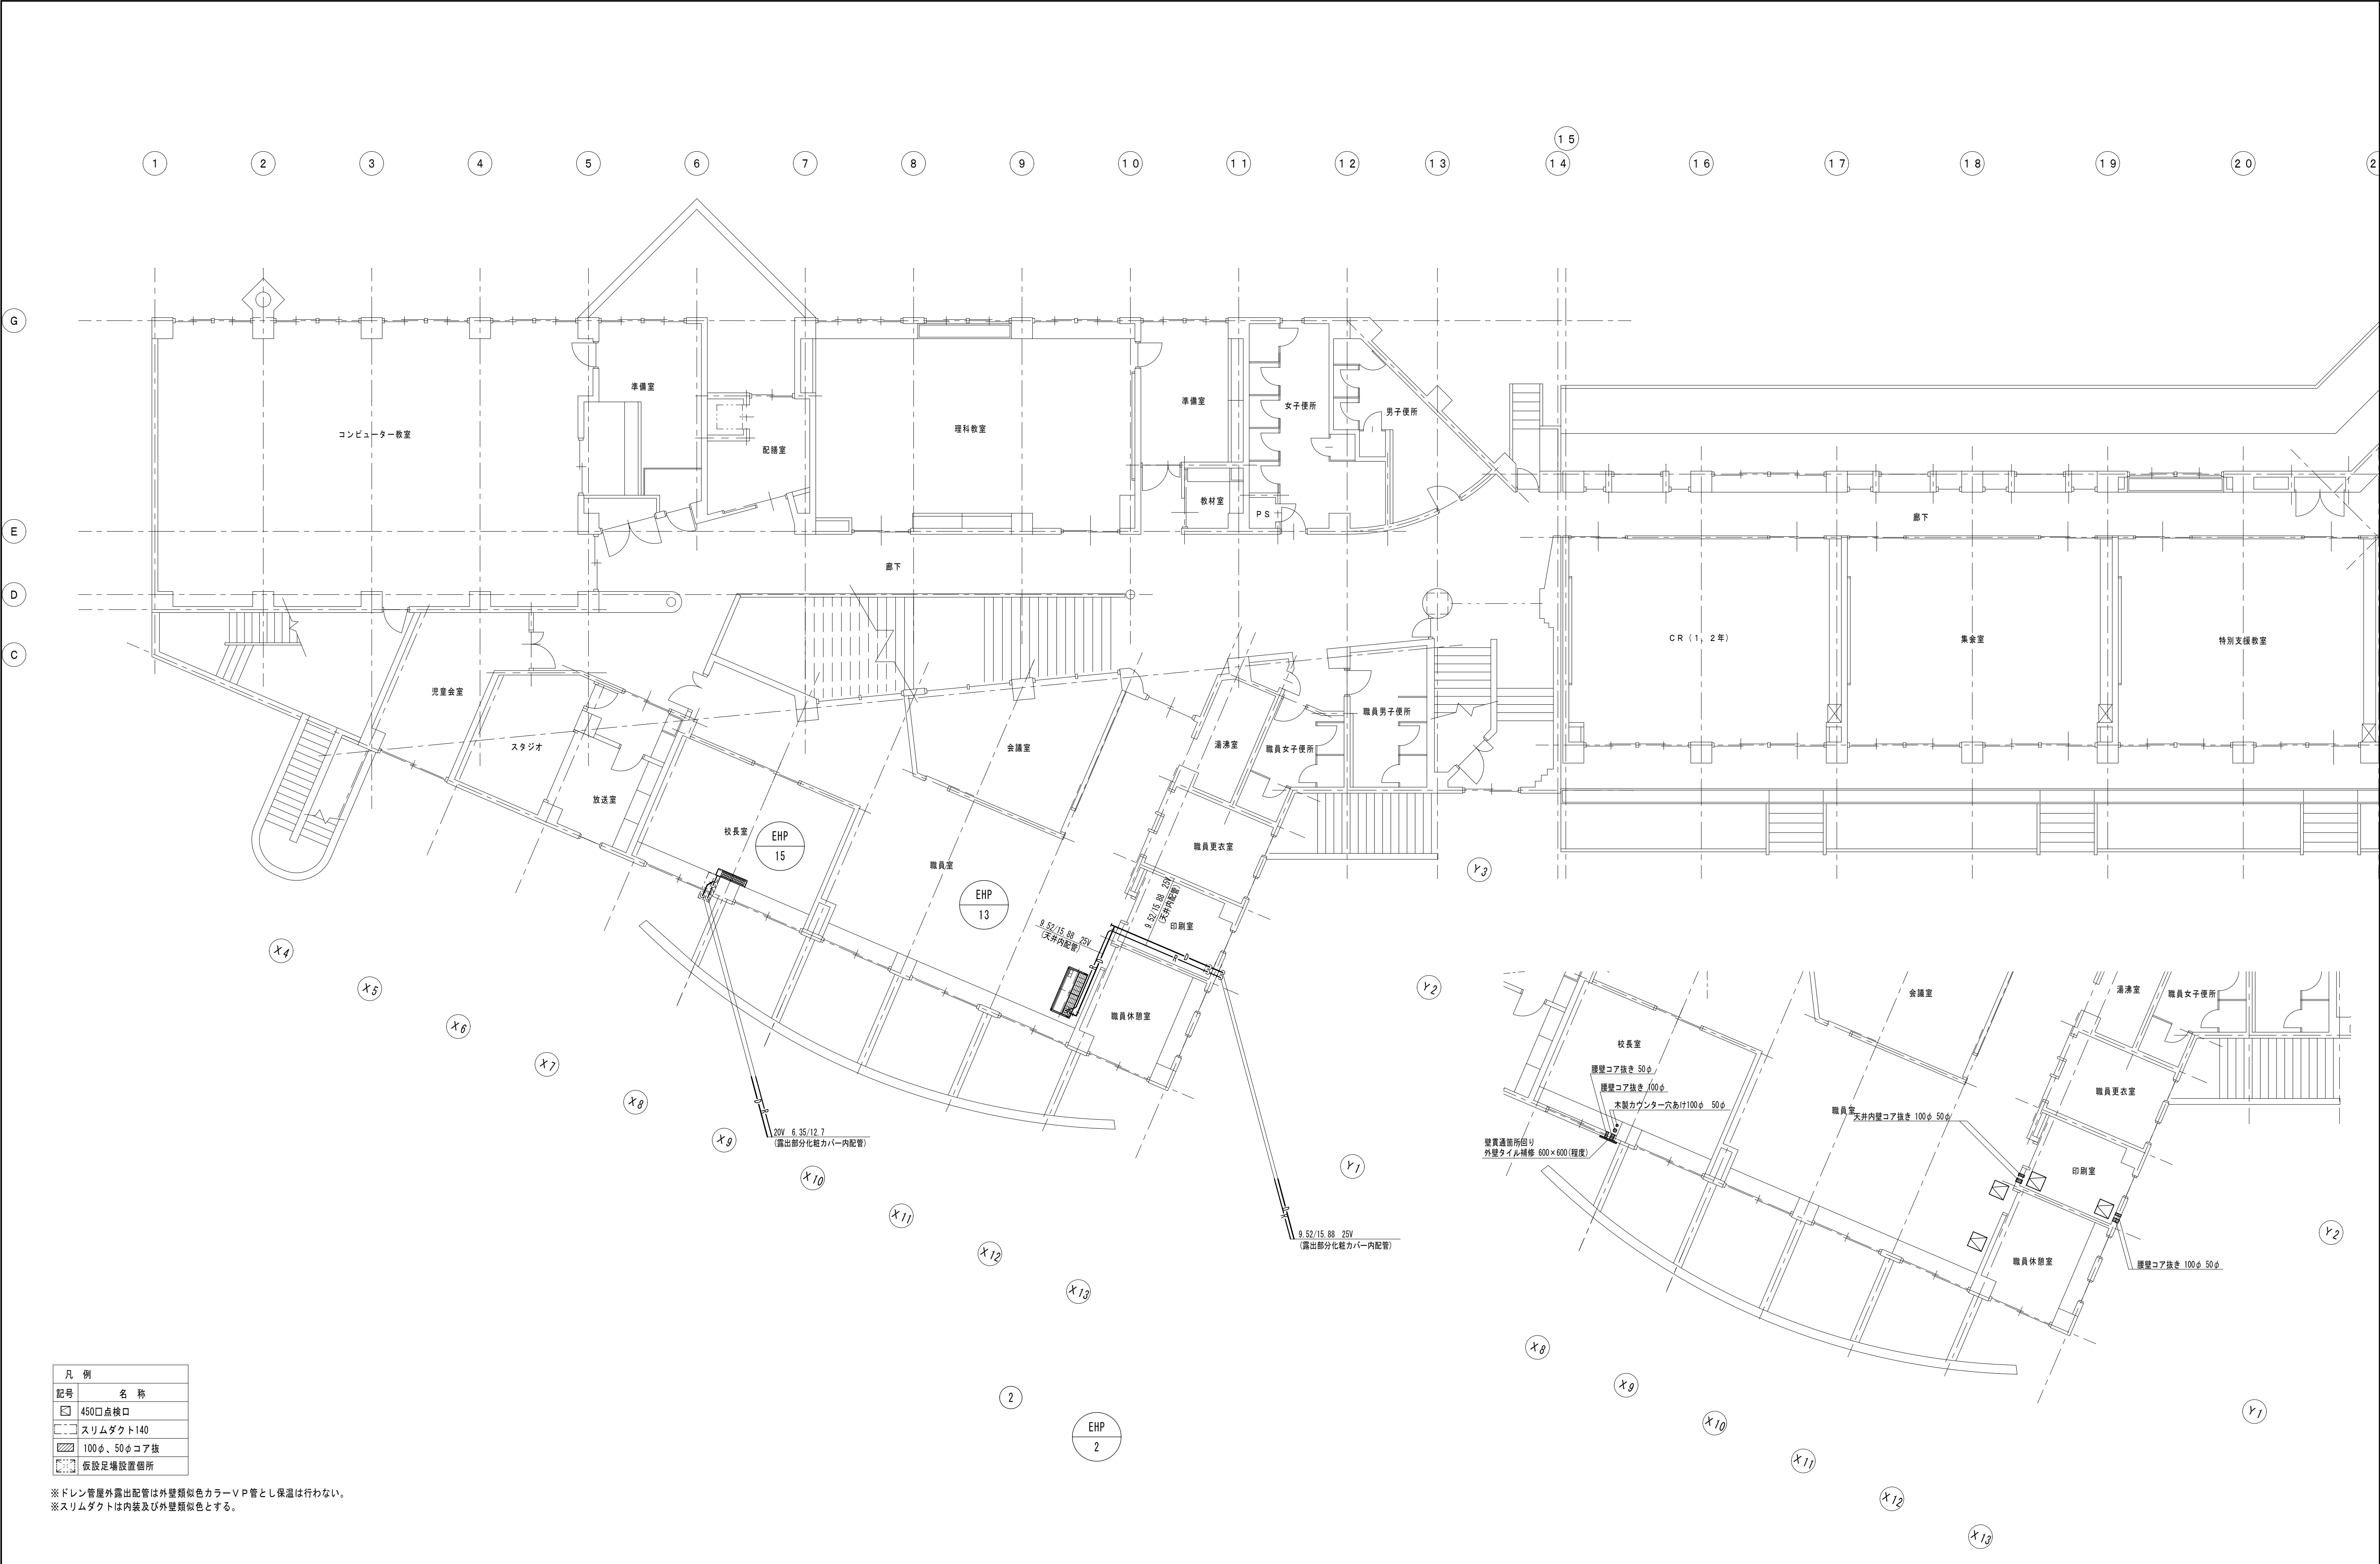 15
1
2
3
4
5
6
7
8
9
10
11
12
13
14
16
17
18
19
20
2
G
E
D
C
準備室
コンピューター教室
配膳室
理科教室
準備室
女子便所
男子便所
教材室
PS
廊下
廊下
CR(1,2年)
集会室
特別支援教室
児童会室
スタジオ
会議室
湯沸室
職員女子便所
職員男子便所
放送室
校長室
EHP
15
職員室
EHP
13
職員更衣室
印刷室
職員休憩室
9.52/15.88 25V
(天井内配管)
9.52/15.88 25V
(天井内配管)
20V 6.35/12.7
(露出部分化粧カバー内配管)
9.52/15.88 25V
(露出部分化粧カバー内配管)
X4
X5
X6
X7
X8
X9
X10
X11
X12
X13
Y3
Y2
Y1
会議室
湯沸室
職員女子便所
校長室
腰壁コア抜き 50φ
腰壁コア抜き 100φ
木製カウンター穴あけ100φ 50φ
壁貫通箇所回り
外壁タイル補修 600×600(程度)
職員室
天井内壁コア抜き 100φ 50φ
職員更衣室
印刷室
職員休憩室
腰壁コア抜き 100φ 50φ
X8
X9
X10
X11
X12
X13
Y2
Y1
2
EHP
2
凡 例
記号 名 称
450口点検口
スリムダクト140
100φ、50φコア抜
仮設足場設置個所
※ドレン管屋外露出配管は外壁類似色カラーVP管とし保温は行わない。
※スリムダクトは内装及び外壁類似色とする。